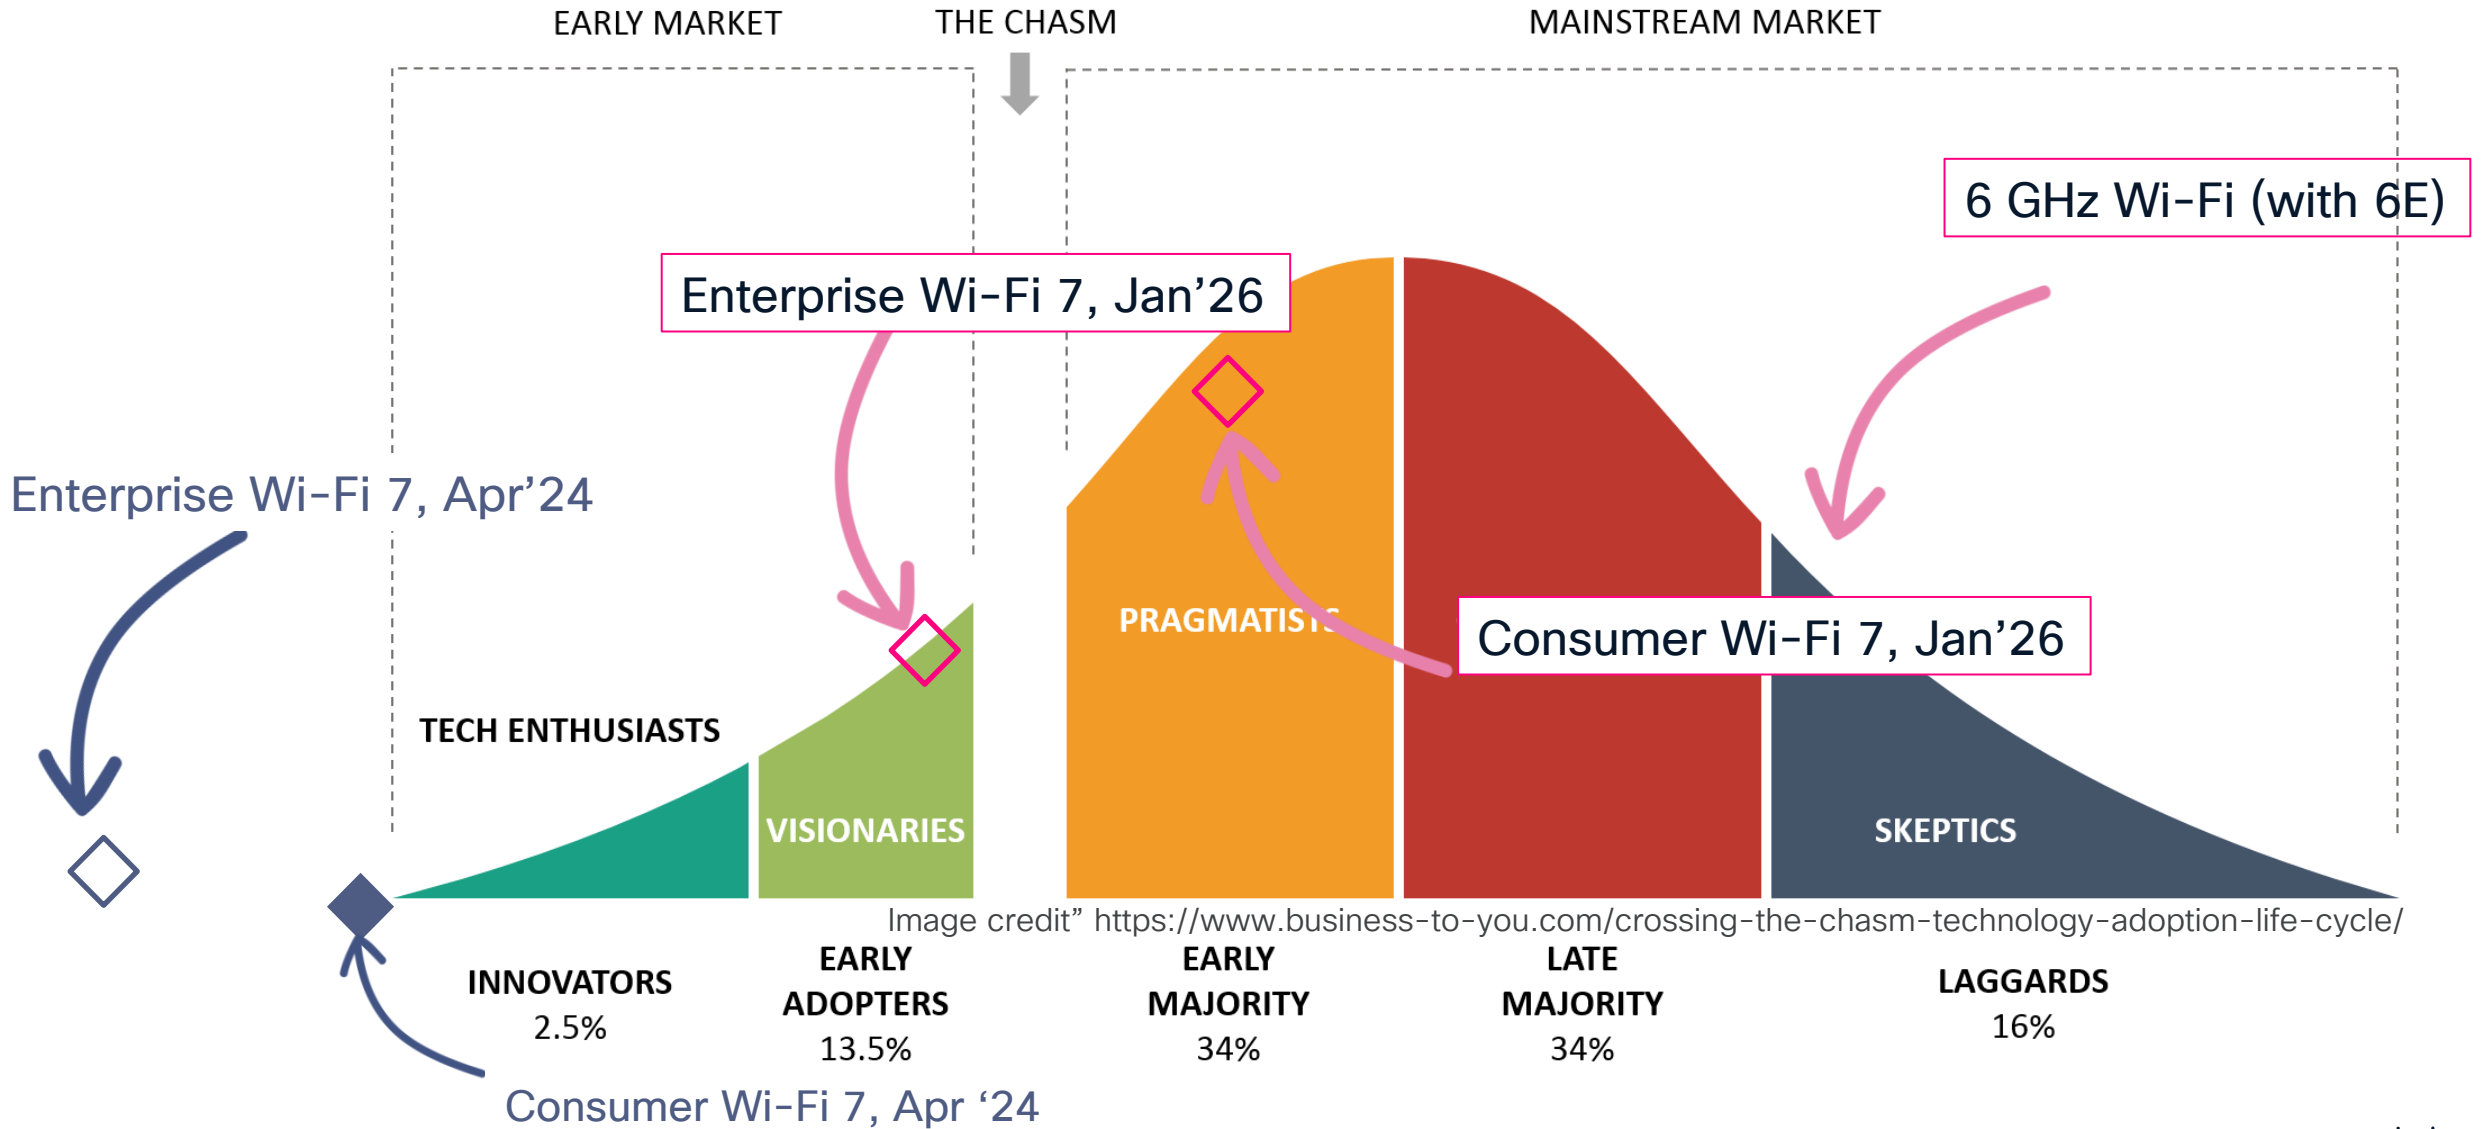 EARLY MARKET
THE CHASM
MAINSTREAM MARKET
6 GHz Wi-Fi (with 6E)
Enterprise Wi-Fi 7, Jan’26
Enterprise Wi-Fi 7, Apr’24
PRAGMATISTS
Consumer Wi-Fi 7, Jan’26
TECH ENTHUSIASTS
VISIONARIES
SKEPTICS
Image credit” https://www.business-to-you.com/crossing-the-chasm-technology-adoption-life-cycle/
INNOVATORS
2.5%
EARLY
ADOPTERS
13.5%
EARLY
MAJORITY
34%
LATE
MAJORITY
34%
LAGGARDS
16%
Consumer Wi-Fi 7, Apr ‘24